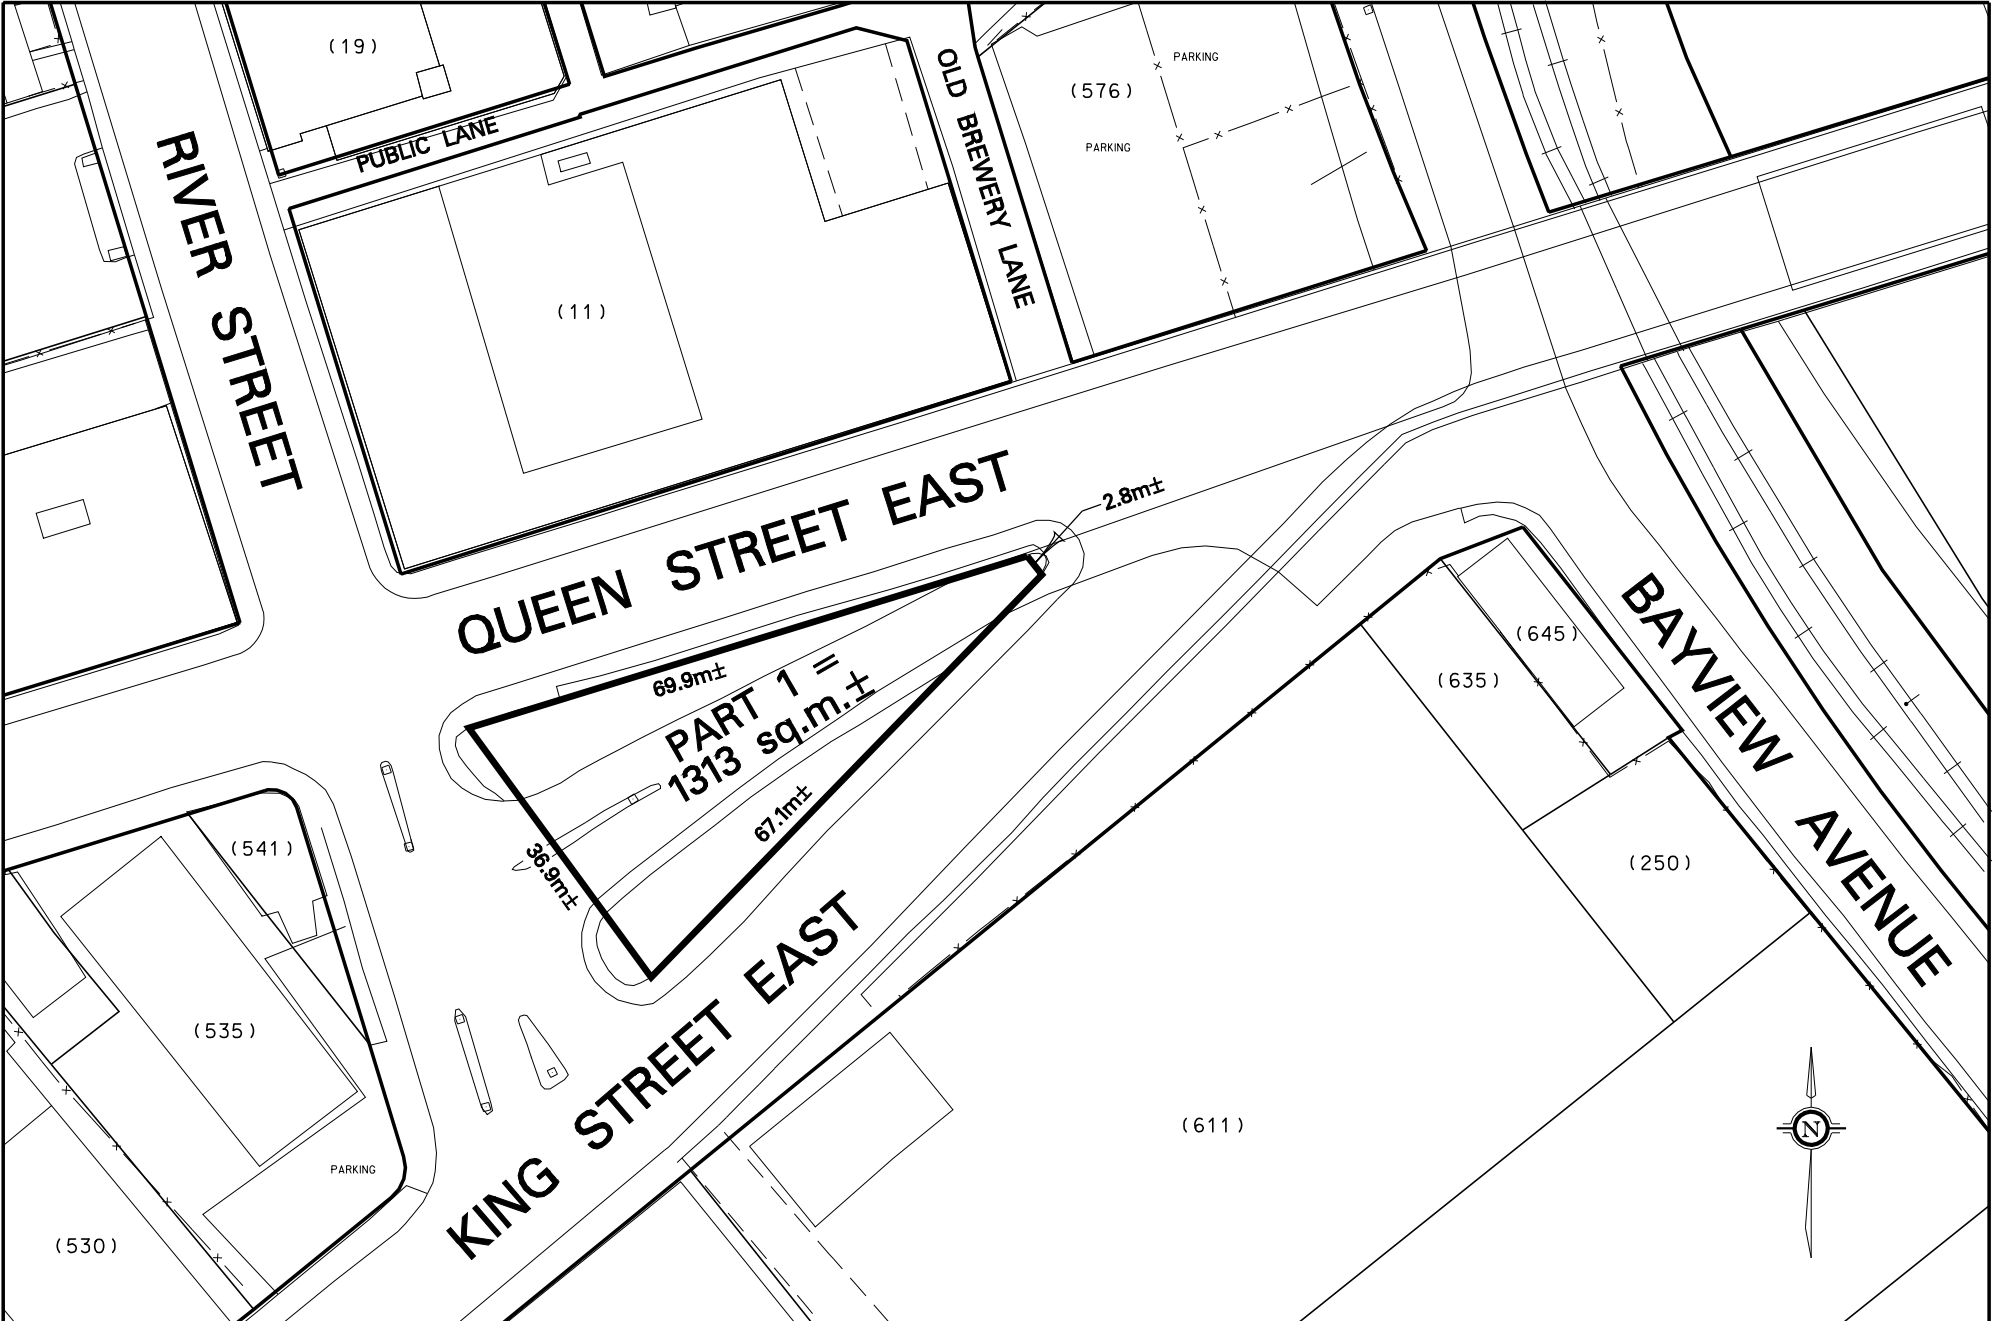 (19)
PARKING
(576)
OLD BREWERY LANE
PUBLIC LANE
PARKING
RIVER STREET
(11)
QUEEN STREET EAST
2.8m±
69.9m±
PART 1 =
1313 sq.m.±
67.1m±
36.9m±
(645)
(635)
BAYVIEW AVENUE
(541)
(250)
(535)
KING STREET EAST
(611)
N
PARKING
(530)